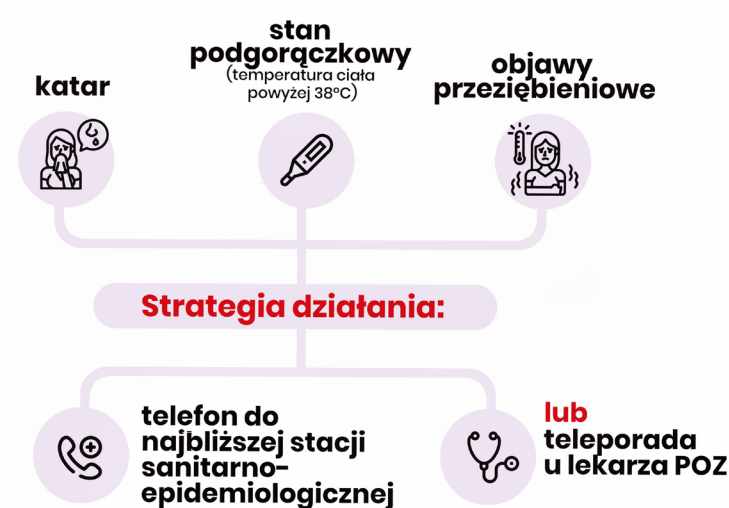 stan
podgorączkowy
(temperatura ciała
powyżej 38°C)
katar
objawy
przeziębieniowe
Strategia działania:
telefon do
najbliższej stacji
sanitarno-
epidemiologicznej
lub
teleporada
u lekarza POZ